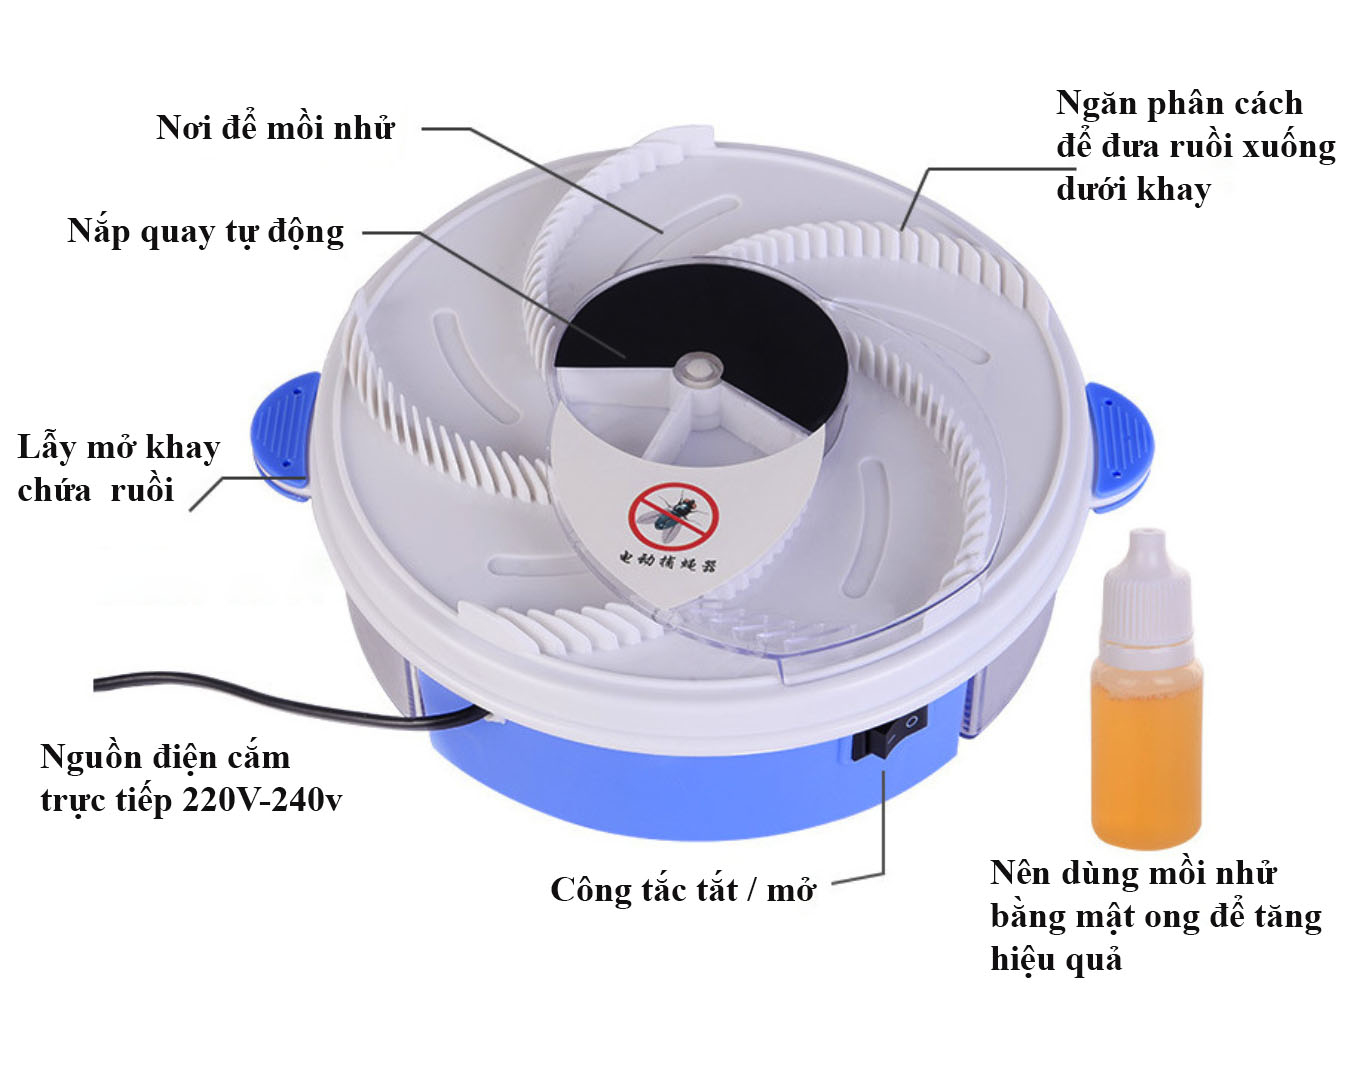 Nơi để mồi nhử
Ngăn phân cách
để đưa ruồi xuống
dưới khay
Nắp quay tự động
Lẫy mở khay
chứa ruồi
电动捕蝇器
Nguồn điện cắm
trực tiếp 220V-240v
Công tắc tắt / mở
Nên dùng mồi nhử
bằng mật ong để tăng
hiệu quả